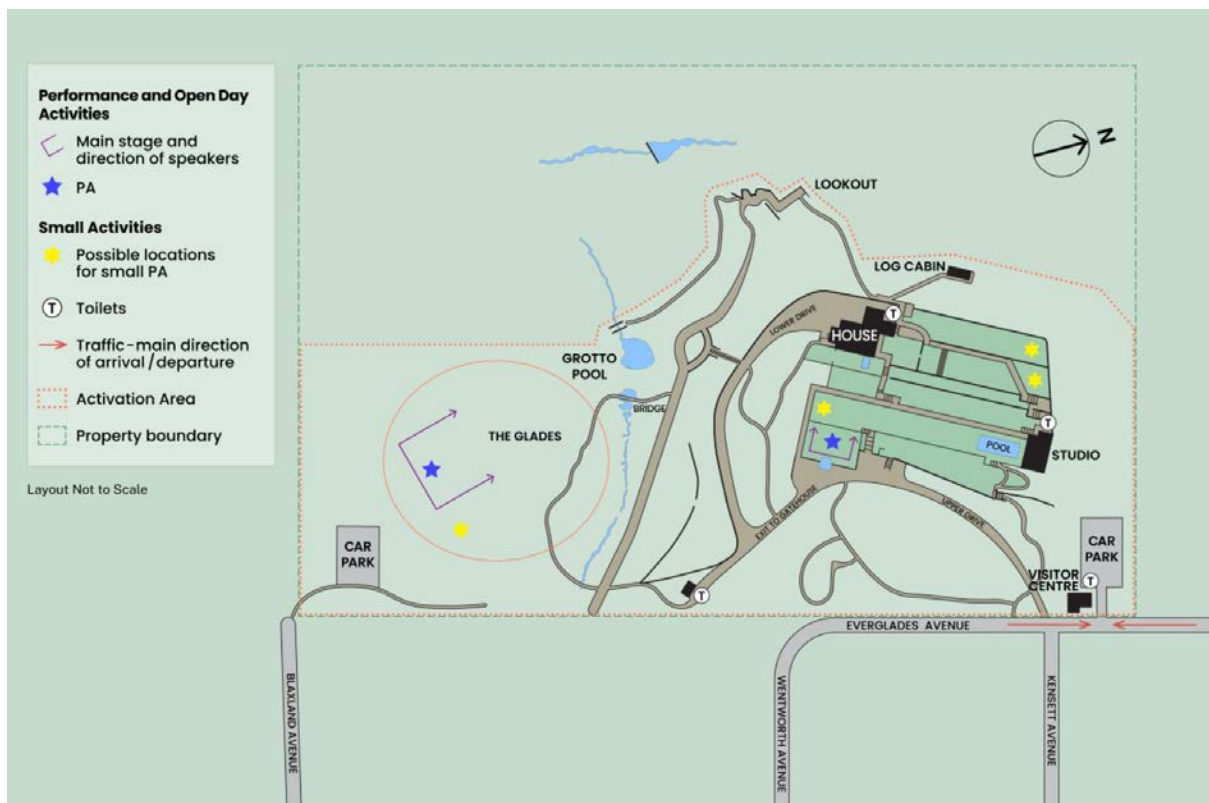 Performance and Open Day
Activities
Main stage and
direction of speakers
PA
Small Activities
Possible locations
for small PA
T Toilets
Traffic-main direction
of arrival/departure
Activation Area
Property boundary
Layout Not to Scale
N
LOOKOUT
LOG CABIN
T
LOWER DRIVE
HOUSE
GROTTO
POOL
BRIDGE
THE GLADES
T
POOL
STUDIO
EXIT TO GATEHOUSE
UPPER DRIVE
CAR
PARK
CAR
PARK
VISITOR
CENTRE
T
T
EVERGLADES AVENUE
BLAXLAND AVENUE
WENTWORTH AVENUE
KENSETT AVENUE